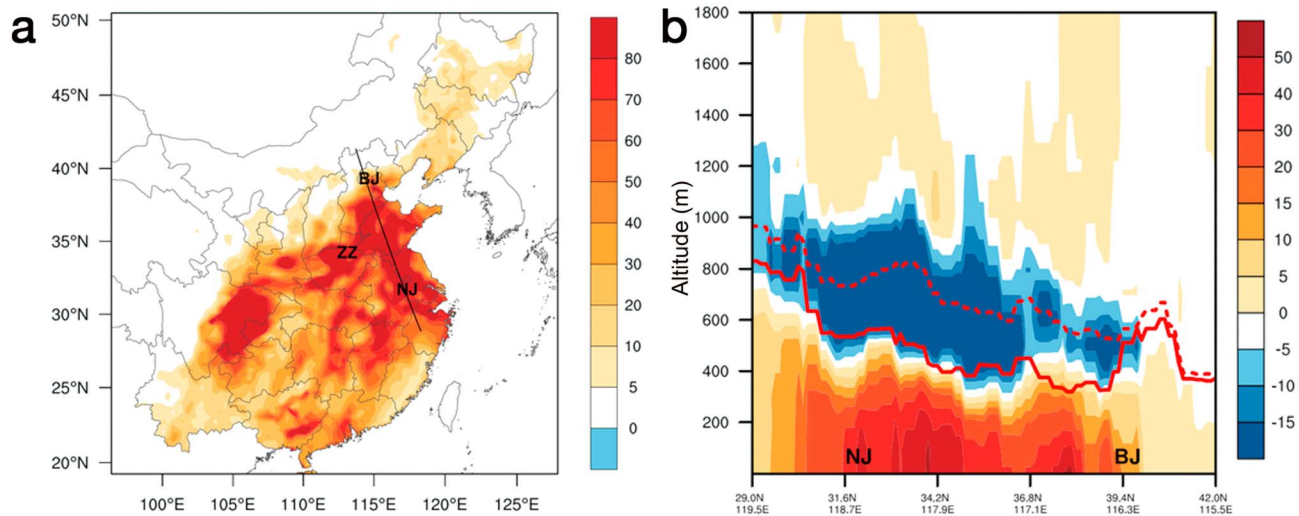 a
50°N
45°N
40°N
35°N
30°N
25°N
20°N
100°E 105°E 110°E 115°E 120°E 125°E
BJ
ZZ
NJ
80
70
60
50
40
30
20
10
5
0
b
Altitude (m)
1800
1600
1400
1200
1000
800
600
400
200
NJ
BJ
29.0N 31.6N 34.2N 36.8N 39.4N 42.0N
119.5E 118.7E 117.9E 117.1E 116.3E 115.5E
50
40
30
20
15
10
5
0
-5
-10
-15